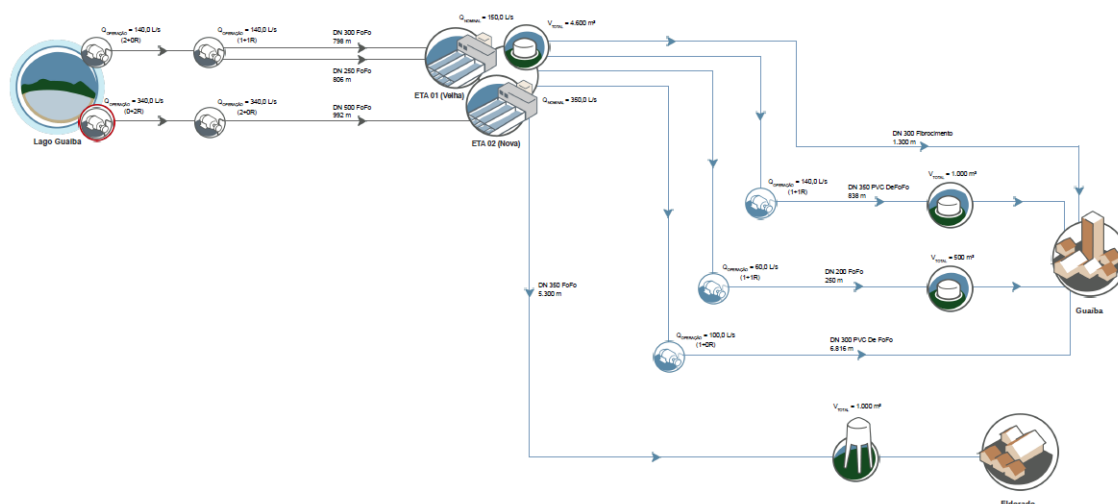 Q OPERAÇÃO = 140,0 L/s
(2+0R)
Q OPERAÇÃO = 140,0 L/s
(1+1R)
DN 300 FoFo
798 m
DN 250 FoFo
806 m
Q NOMINAL = 150,0 L/s
V TOTAL = 4.600 m³
ETA 01 (Velha)
Q OPERAÇÃO = 340,0 L/s
(0+2R)
Q OPERAÇÃO = 340,0 L/s
(2+0R)
DN 500 FoFo
992 m
Q NOMINAL = 350,0 L/s
ETA 02 (Nova)
Lago Guaíba
DN 300 Fibrocimento
1.300 m
Q OPERAÇÃO = 140,0 L/s
(1+1R)
DN 350 PVC DeFoFo
838 m
V TOTAL = 1.000 m³
Q OPERAÇÃO = 60,0 L/s
(1+1R)
DN 200 FoFo
250 m
V TOTAL = 500 m³
Guaíba
DN 350 FoFo
5.300 m
Q OPERAÇÃO = 100,0 L/s
(1+0R)
DN 300 PVC De FoFo
6.816 m
V TOTAL = 1.000 m³
Eldorado